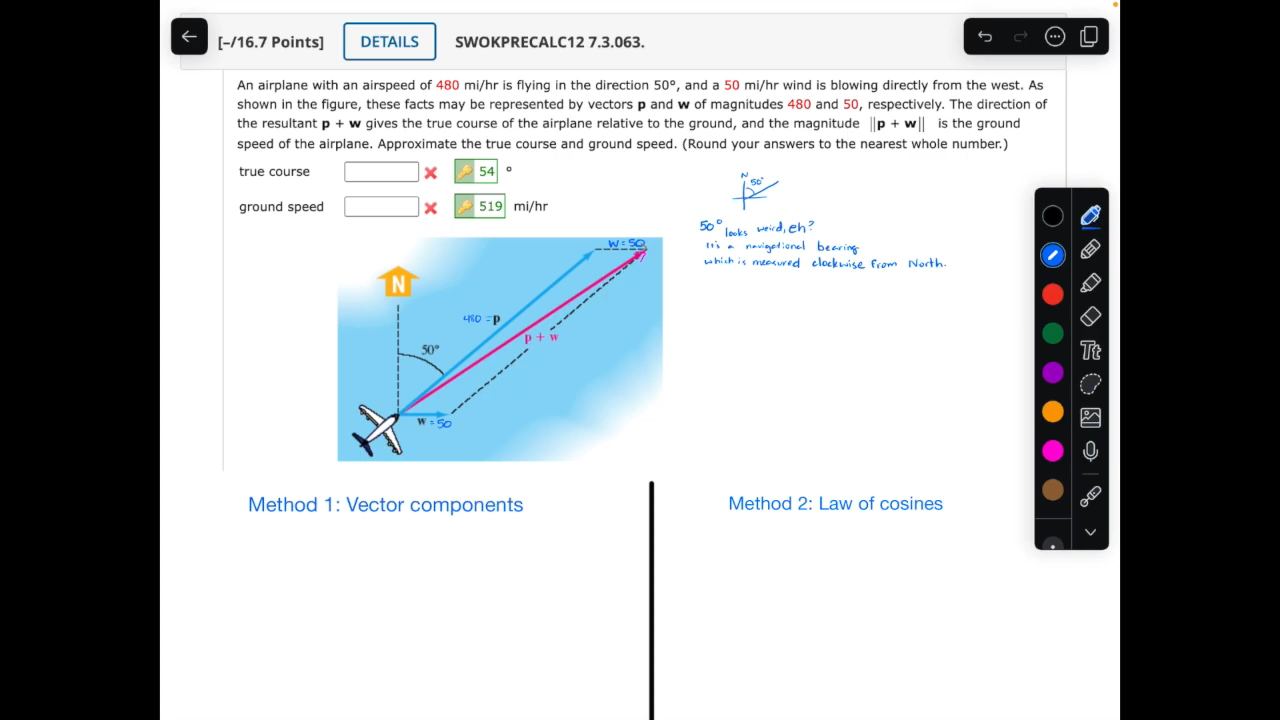 [–/16.7 Points] DETAILS SWOKPRECALC12 7.3.063.
An airplane with an airspeed of 480 mi/hr is flying in the direction 50°, and a 50 mi/hr wind is blowing directly from the west. As
shown in the figure, these facts may be represented by vectors p and w of magnitudes 480 and 50, respectively. The direction of
the resultant p + w gives the true course of the airplane relative to the ground, and the magnitude ||p + w|| is the ground
speed of the airplane. Approximate the true course and ground speed. (Round your answers to the nearest whole number.)
true course 54 °
ground speed 519 mi/hr
N
50°
50° looks weird, eh?
It's a navigational bearing
which is measured clockwise from North.
w = 50
N
480 = p
p + w
50°
w = 50
Method 1: Vector components
Method 2: Law of cosines
Tt